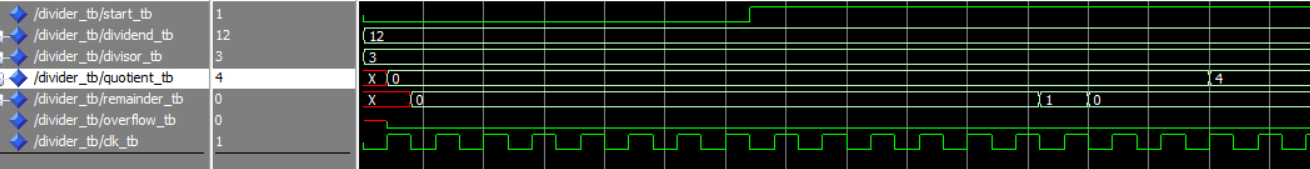 /divider_tb/start_tb 1
/divider_tb/dividend_tb 12 12
/divider_tb/divisor_tb 3 3
/divider_tb/quotient_tb 4 X 0 4
/divider_tb/remainder_tb 0 X 0 1 0
/divider_tb/overflow_tb 0
/divider_tb/clk_tb 1